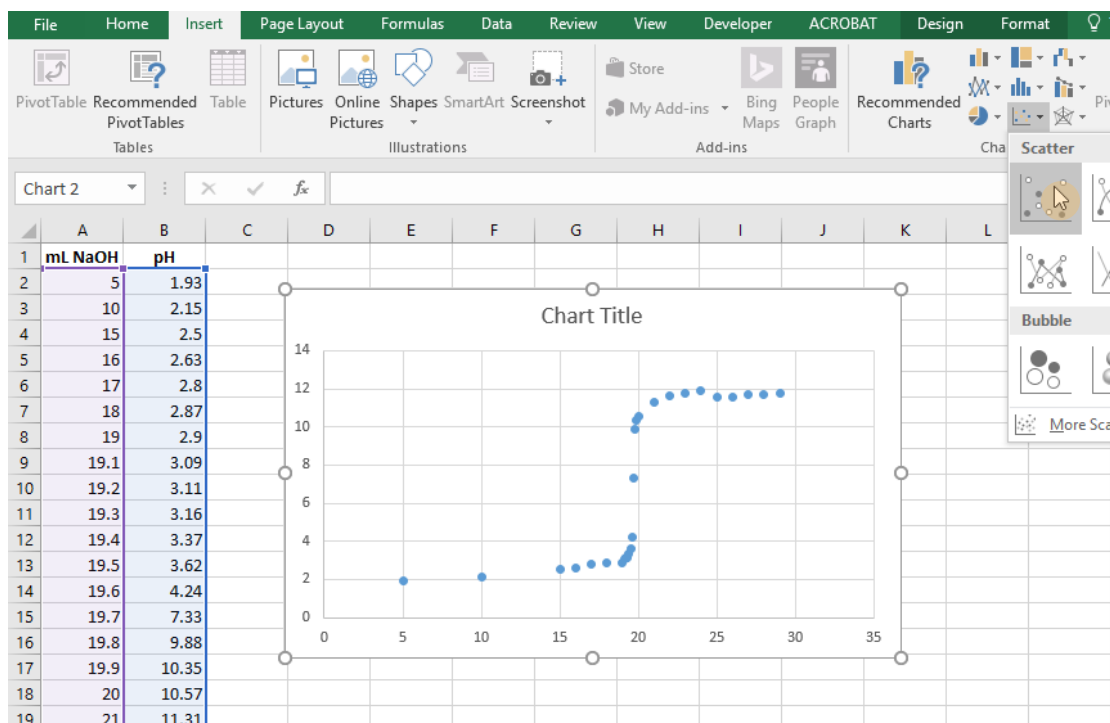 File Home Insert Page Layout Formulas Data Review View Developer ACROBAT Design Format
PivotTable Recommended PivotTables Table
Tables
Pictures Online Pictures Shapes SmartArt Screenshot
Illustrations
Store
My Add-ins
Bing Maps People Graph
Add-ins
Recommended Charts
Scatter
Chart 2 fx
A B C D E F G H I J K L
1 mL NaOH pH
2 5 1.93
3 10 2.15
4 15 2.5
5 16 2.63
6 17 2.8
7 18 2.87
8 19 2.9
9 19.1 3.09
10 19.2 3.11
11 19.3 3.16
12 19.4 3.37
13 19.5 3.62
14 19.6 4.24
15 19.7 7.33
16 19.8 9.88
17 19.9 10.35
18 20 10.57
19 21 11.31
Chart Title
14
12
10
8
6
4
2
0
0 5 10 15 20 25 30 35
Bubble
More